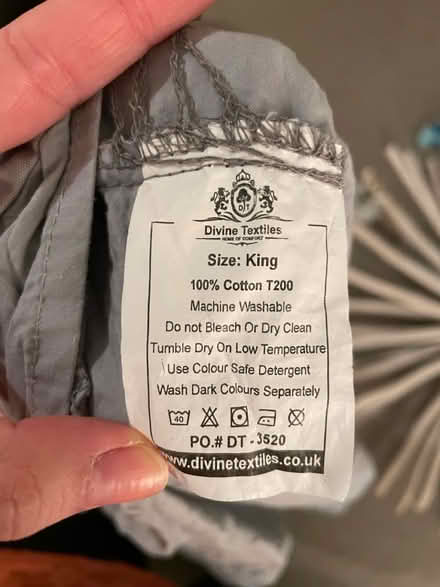 DT
Divine Textiles
HOME OF COMFORT
Size: King
100% Cotton T200
Machine Washable
Do not Bleach Or Dry Clean
Tumble Dry On Low Temperature
Use Colour Safe Detergent
Wash Dark Colours Separately
40
PO.# DT - 3520
www.divinetextiles.co.uk